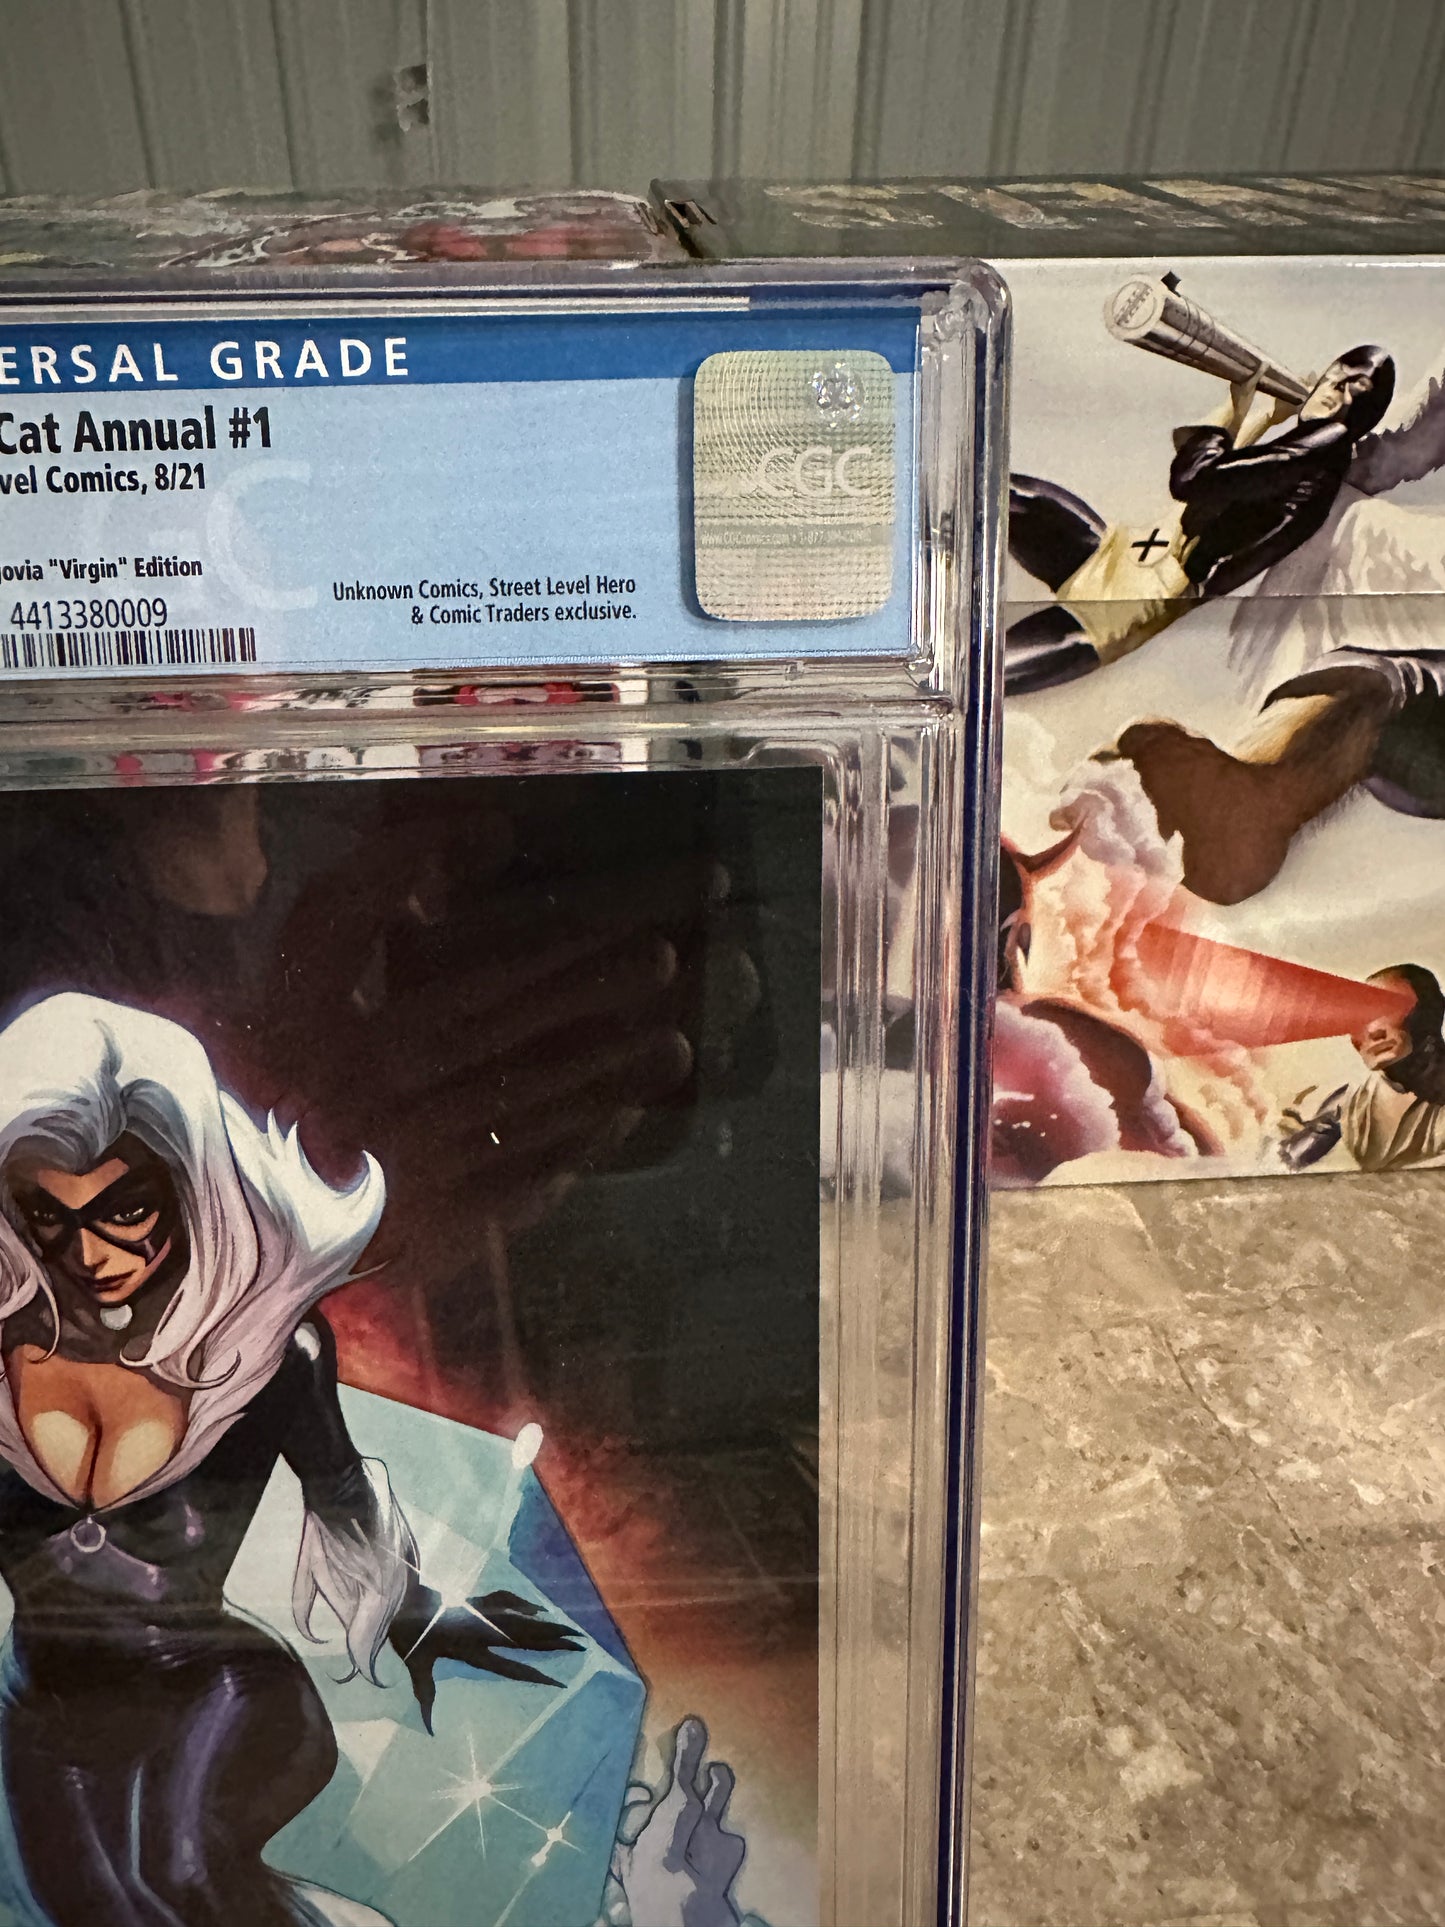 ERSAL GRADE
Cat Annual #1
vel Comics, 8/21
ovia "Virgin" Edition
4413380009
Unknown Comics, Street Level Hero
& Comic Traders exclusive.
CGC